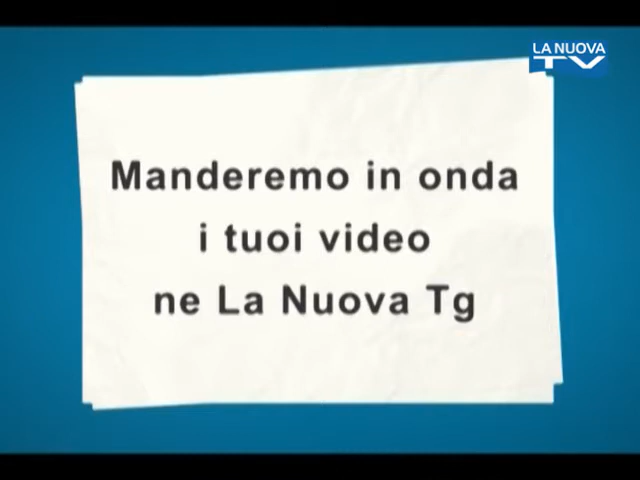 LA NUOVA
TV
Manderemo in onda
i tuoi video
ne La Nuova Tg